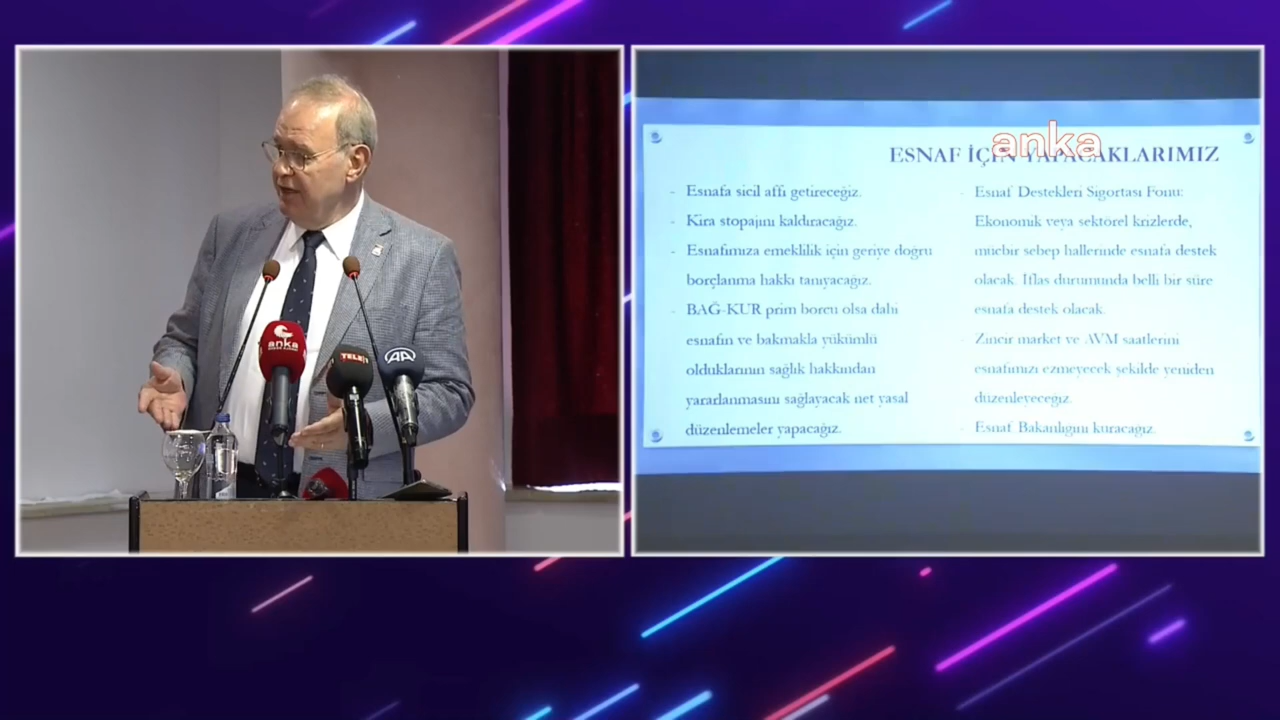 anka
ESNAF İÇİN YAPACAKLARIMIZ
- Esnafa sicil affı getireceğiz.
- Kira stopajını kaldıracağız.
- Esnafımıza emeklilik için geriye doğru
borçlanma hakkı tanıyacağız.
- BAĞ-KUR prim borcu olsa dahi
esnafın ve bakmakla yükümlü
olduklarının sağlık hakkından
yararlanmasını sağlayacak net yasal
düzenlemeler yapacağız.
- Esnaf Destekleri Sigortası Fonu:
Ekonomik veya sektörel krizlerde,
mücbir sebep hallerinde esnafa destek
olacak. İflas durumunda belli bir süre
esnafa destek olacak.
- Zincir market ve AVM saatlerini
esnafımızı ezmeyecek şekilde yeniden
düzenleyeceğiz.
- Esnaf Bakanlığını kuracağız.
anka
TELE1
AA